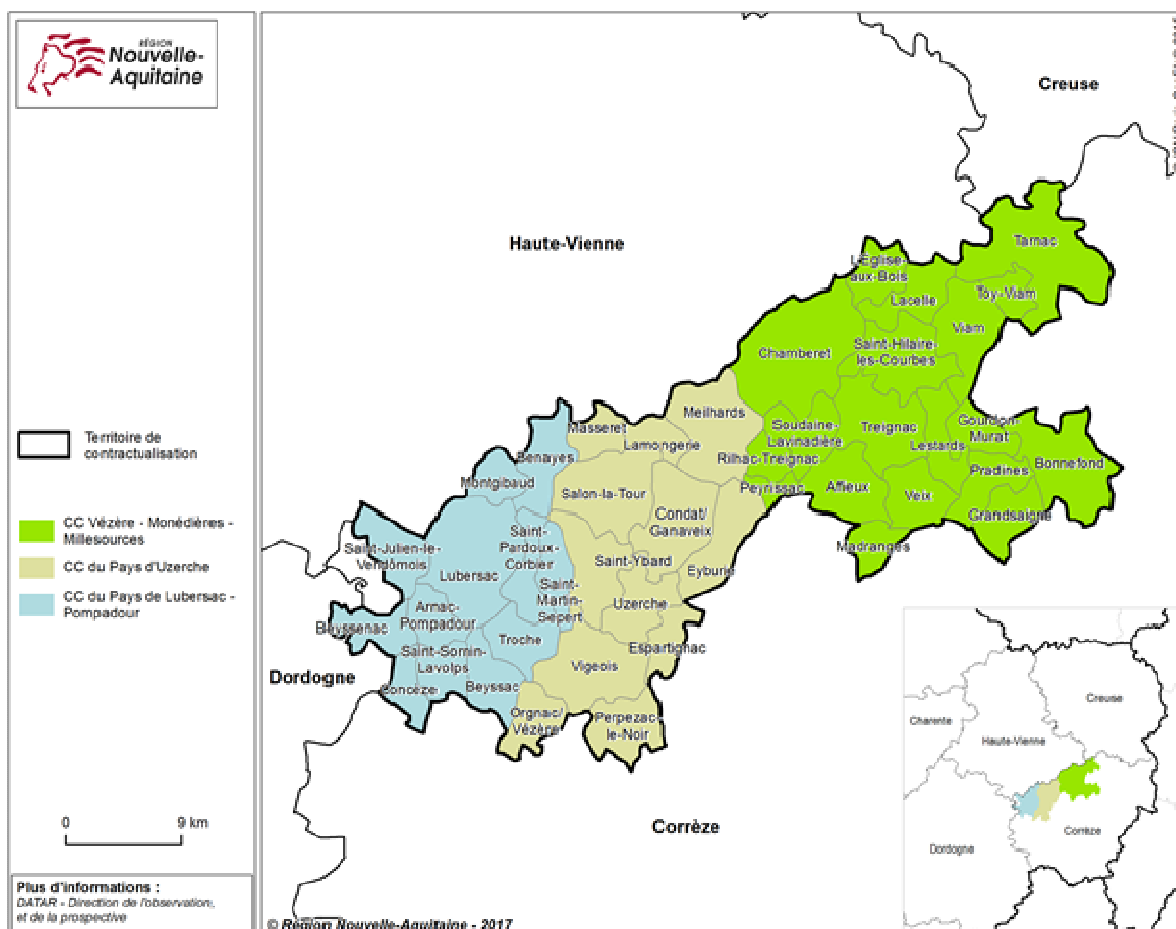 RÉGION
Nouvelle-
Aquitaine
Territoire de
contractualisation
CC Vézère - Monédières -
Millesources
CC du Pays d'Uzerche
CC du Pays de Lubersac -
Pompadour
0 9 km
Plus d'informations :
DATAR - Direction de l'observation,
et de la prospective
Creuse
Haute-Vienne
Tarnac
L'Eglise-
aux-Bois
Toy-Viam
Lacelle
Viam
Saint-Hilaire-
les-Courbes
Chamberet
Meilhards
Masseret
Soudaine-
Lavinadière
Treignac
Gourdon-
Murat
Lamongerie
Lestards
Benayes
Rilhac-Treignac
Pradines
Bonnefond
Montgibaud
Peyrissac
Affieux
Veix
Salon-la-Tour
Condat/
Ganaveix
Grandsaigne
Saint-
Pardoux-
Corbier
Madranges
Saint-Julien-le-
Vendômois
Saint-Ybard
Eyburie
Lubersac
Saint-
Martin-
Sepert
Uzerche
Arnac-
Pompadour
Beyssenac
Troche
Espartignac
Saint-Sornin-
Lavolps
Vigeois
Dordogne
Concèze
Beyssac
Orgnac/
Vézère
Perpezac-
le-Noir
Corrèze
Creuse
Charente
Haute-Vienne
Corrèze
Dordogne
© Région Nouvelle-Aquitaine - 2017